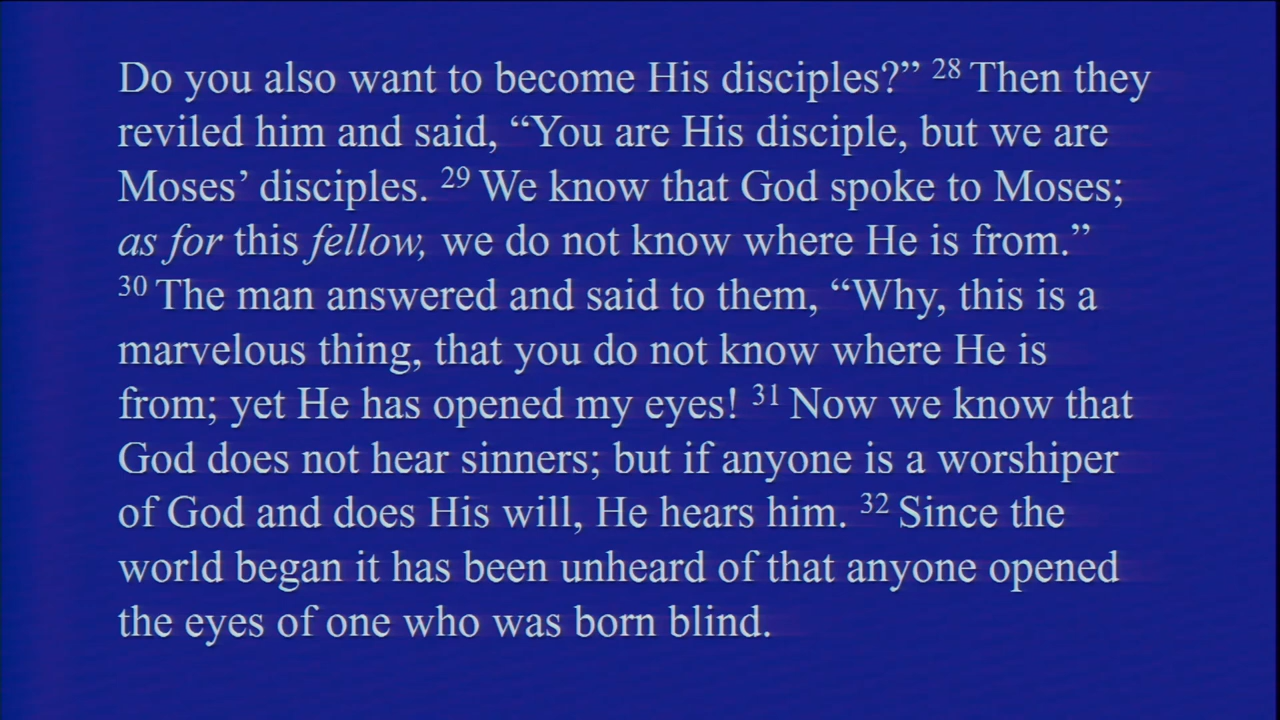 Do you also want to become His disciples?” 28 Then they
reviled him and said, “You are His disciple, but we are
Moses’ disciples. 29 We know that God spoke to Moses;
as for this fellow, we do not know where He is from.”
30 The man answered and said to them, “Why, this is a
marvelous thing, that you do not know where He is
from; yet He has opened my eyes! 31 Now we know that
God does not hear sinners; but if anyone is a worshiper
of God and does His will, He hears him. 32 Since the
world began it has been unheard of that anyone opened
the eyes of one who was born blind.